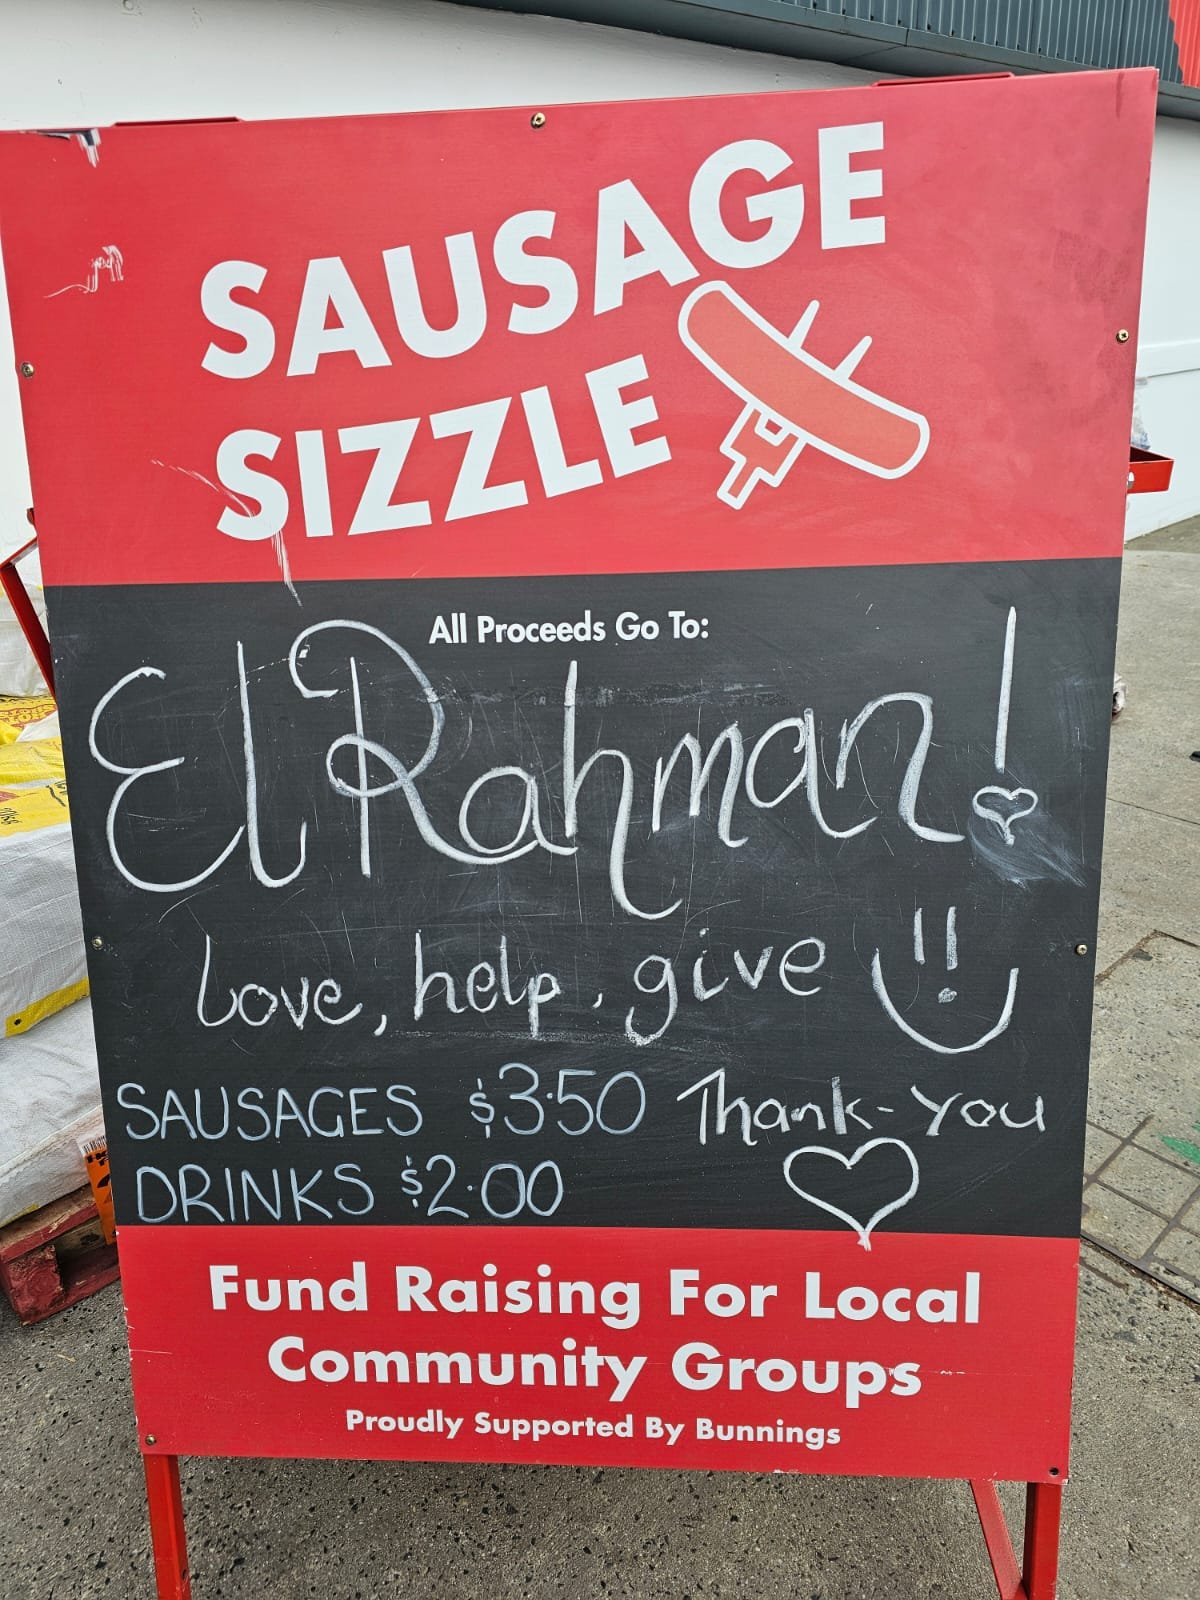 SAUSAGE
SIZZLE
All Proceeds Go To:
El Rahman!
Love, help, give
SAUSAGES $3.50 Thank-You
DRINKS $2.00
Fund Raising For Local
Community Groups
Proudly Supported By Bunnings